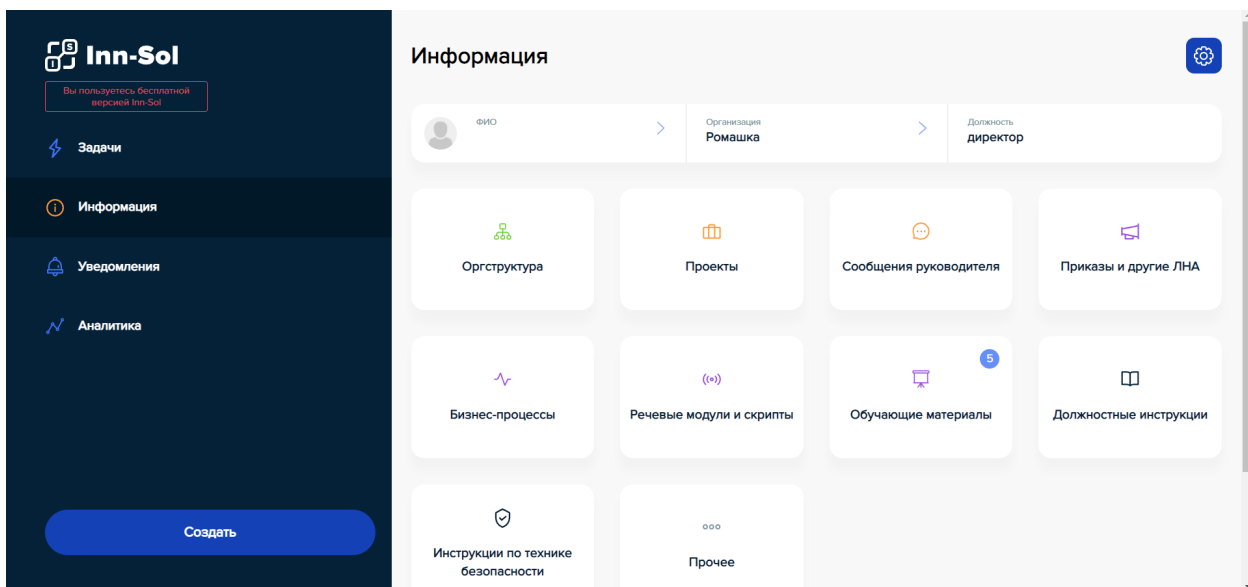 Inn-Sol
Вы пользуетесь бесплатной
версией Inn-Sol
Задачи
Информация
Уведомления
Аналитика
Создать
Информация
ФИО
Организация
Ромашка
Должность
директор
Оргструктура
Проекты
Сообщения руководителя
Приказы и другие ЛНА
Бизнес-процессы
Речевые модули и скрипты
5
Обучающие материалы
Должностные инструкции
Инструкции по технике
безопасности
Прочее